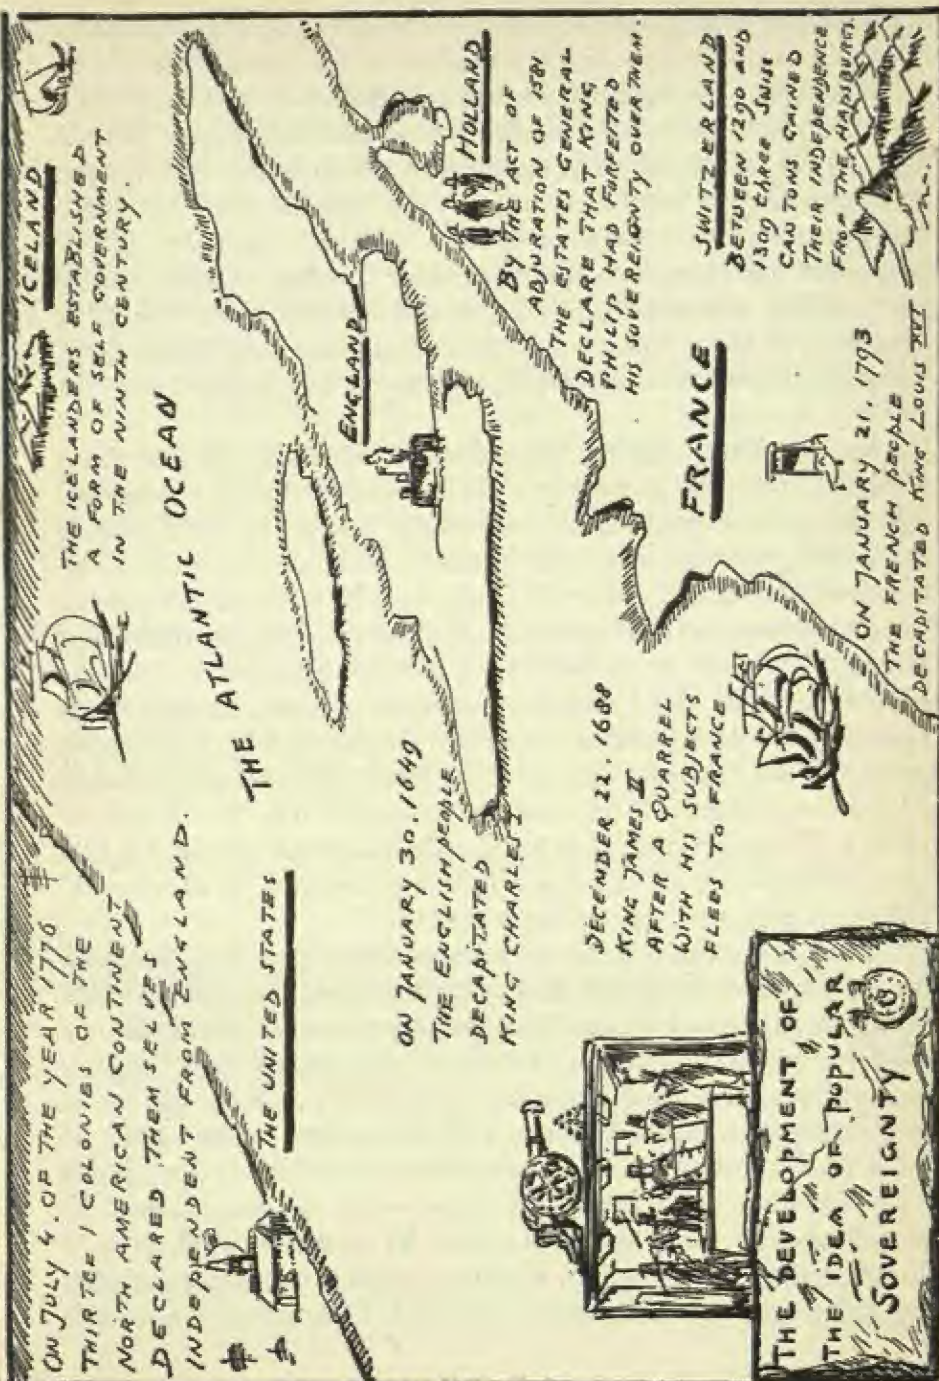 THE DEVELOPMENT OF
THE IDEA OF POPULAR
SOVEREIGNTY
ON JULY 4. OF THE YEAR 1776
THIRTEEN COLONIES OF THE
NORTH AMERICAN CONTINENT
DECLARED THEMSELVES
INDEPENDENT FROM ENGLAND.
THE UNITED STATES
THE ATLANTIC OCEAN
ICELAND
THE ICELANDERS ESTABLISHED
A FORM OF SELF GOVERNMENT
IN THE NINTH CENTURY.
ENGLAND
ON JANUARY 30. 1649
THE ENGLISH PEOPLE
DECAPITATED
KING CHARLES I
DECEMBER 22. 1688
KING JAMES II
AFTER A QUARREL
WITH HIS SUBJECTS
FLEES TO FRANCE
HOLLAND
By THE ACT OF
ABJURATION OF 1581
THE ESTATES GENERAL
DECLARE THAT KING
PHILIP HAD FORFEITED
HIS SOVEREIGNTY OVER THEM.
FRANCE
ON JANUARY 21. 1793
THE FRENCH PEOPLE
DECAPITATED KING LOUIS XVI
SWITZERLAND
BETWEEN 1290 AND
1309 THREE SWISS
CANTONS GAINED
THEIR INDEPENDENCE
FROM THE HAPSBURGS.